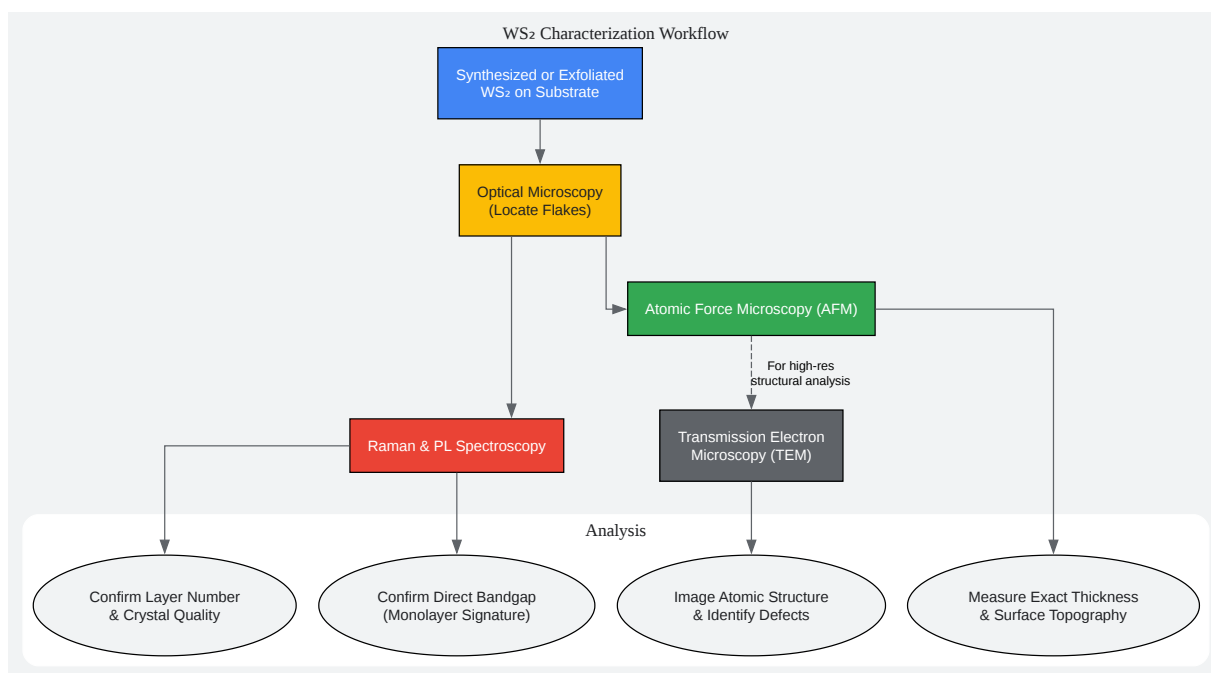 WS₂ Characterization Workflow
Synthesized or Exfoliated
WS₂ on Substrate
Optical Microscopy
(Locate Flakes)
Atomic Force Microscopy (AFM)
For high-res
structural analysis
Raman & PL Spectroscopy
Transmission Electron
Microscopy (TEM)
Analysis
Confirm Layer Number
& Crystal Quality
Confirm Direct Bandgap
(Monolayer Signature)
Image Atomic Structure
& Identify Defects
Measure Exact Thickness
& Surface Topography